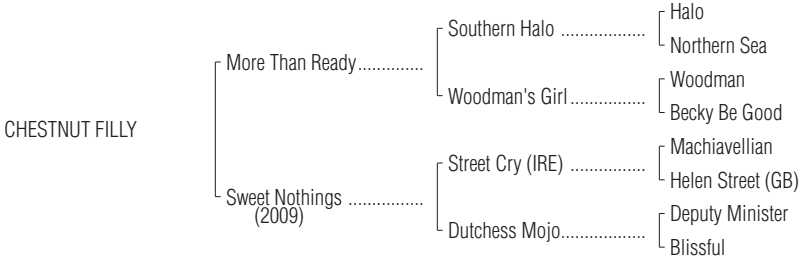 Halo
Southern Halo ...................
Northern Sea
More Than Ready..............
Woodman
Woodman's Girl.................
Becky Be Good
CHESTNUT FILLY
Machiavellian
Street Cry (IRE) .................
Helen Street (GB)
Sweet Nothings ................
(2009)
Deputy Minister
Dutchess Mojo...................
Blissful